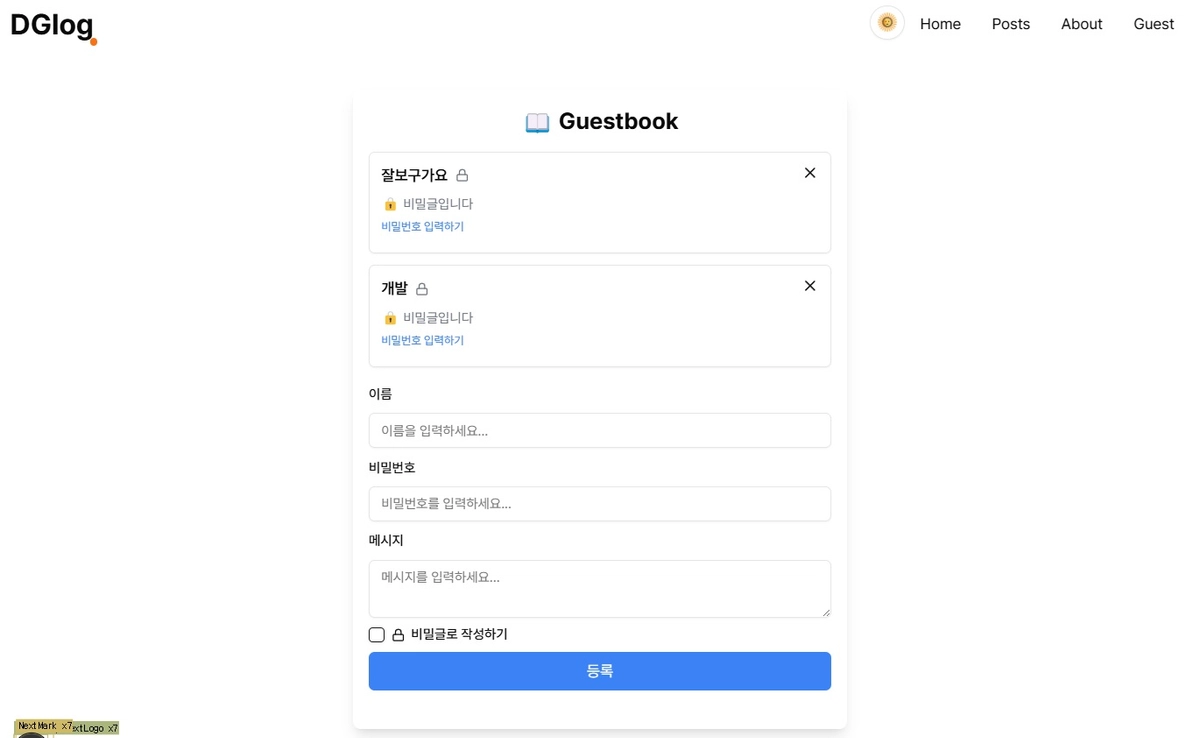 DGlog.
Home Posts About Guest
Guestbook
잘보구가요
비밀글입니다
비밀번호 입력하기
개발
비밀글입니다
비밀번호 입력하기
이름
이름을 입력하세요...
비밀번호
비밀번호를 입력하세요...
메시지
메시지를 입력하세요...
비밀글로 작성하기
등록
NextMark x7 xtLogo x7